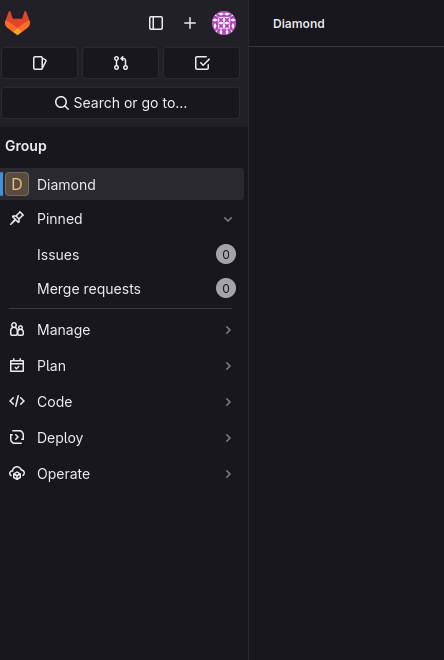 Diamond
Search or go to...
Group
D Diamond
Pinned
Issues 0
Merge requests 0
Manage
Plan
Code
Deploy
Operate